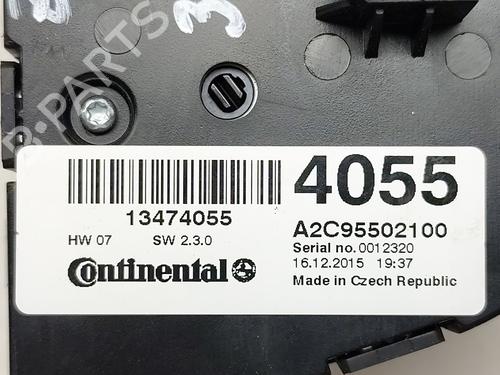 B-PARTS
3
4055
13474055
A2C95502100
HW 07 SW 2.3.0
Serial no. 0012320
16.12.2015 19:37
Continental
Made in Czech Republic